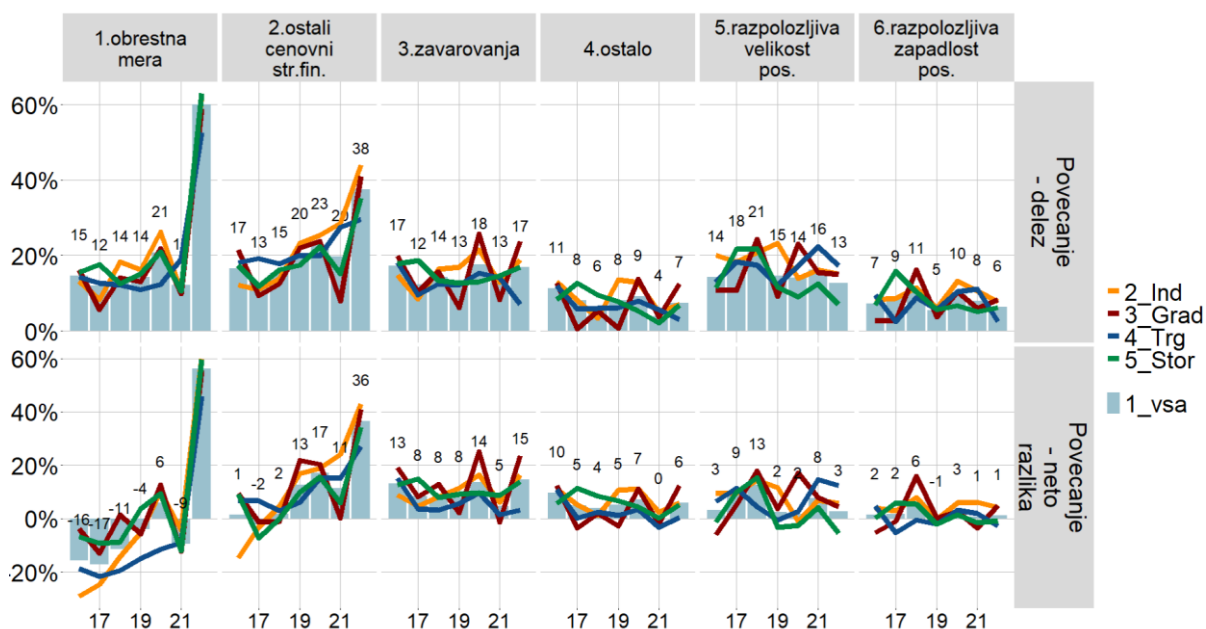 1.obrestna
mera
2.ostali
cenovni
str.fin.
3.zavarovanja
4.ostalo
5.razpolozljiva
velikost
pos.
6.razpolozljiva
zapadlost
pos.
60%
40%
20%
0%
15 12 14 14 21 38
17 13 15 20 23 20
17 12 14 13 18 13 17
11 8 6 8 9 4 7
14 18 21 15 14 16 13
7 9 11 5 10 8 6
Povecanje
- delez
60%
40%
20%
0%
-20%
-16 -17 -11 -4 6 -9
1 -2 2 13 17 11 36
13 8 8 8 14 5 15
10 5 4 5 7 0 6
3 9 13 2 8 3
2 2 6 -1 3 1 1
Povecanje
- neto
razlika
17 19 21
17 19 21
17 19 21
17 19 21
17 19 21
17 19 21
2_Ind
3_Grad
4_Trg
5_Stor
1_vsa